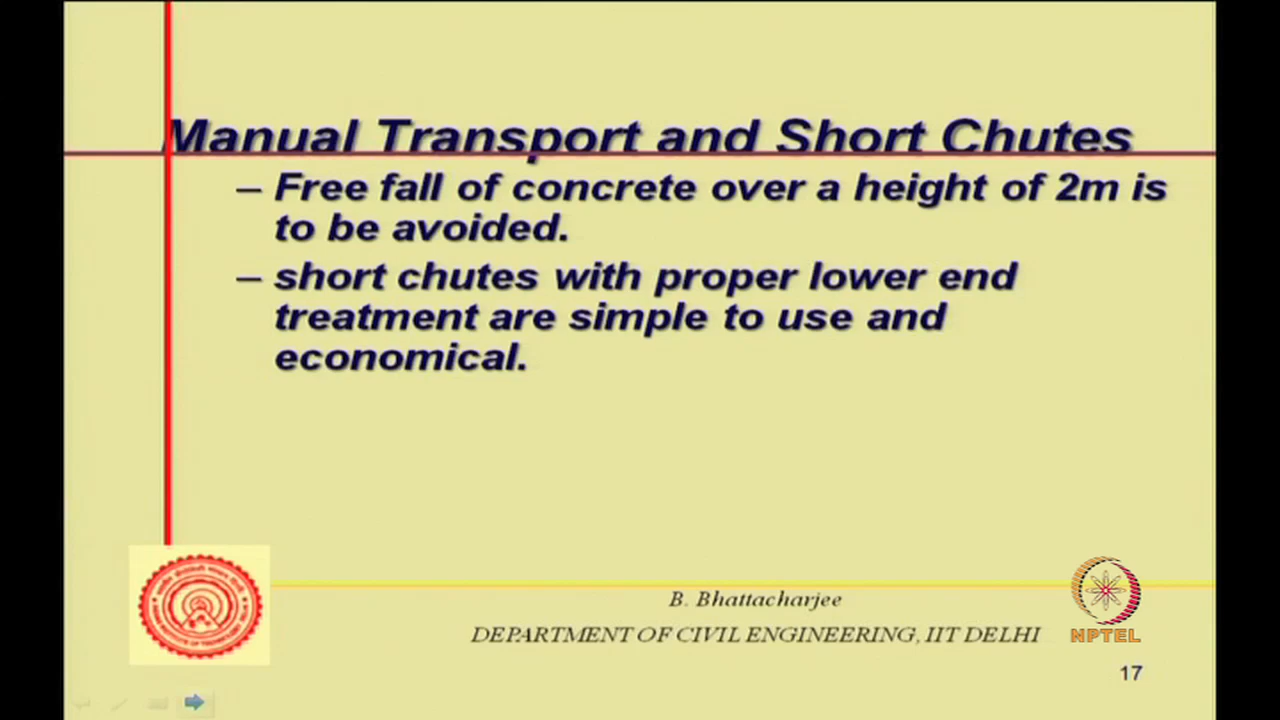 Manual Transport and Short Chutes
– Free fall of concrete over a height of 2m is
to be avoided.
– short chutes with proper lower end
treatment are simple to use and
economical.
B. Bhattacharjee
DEPARTMENT OF CIVIL ENGINEERING, IIT DELHI
NPTEL
17